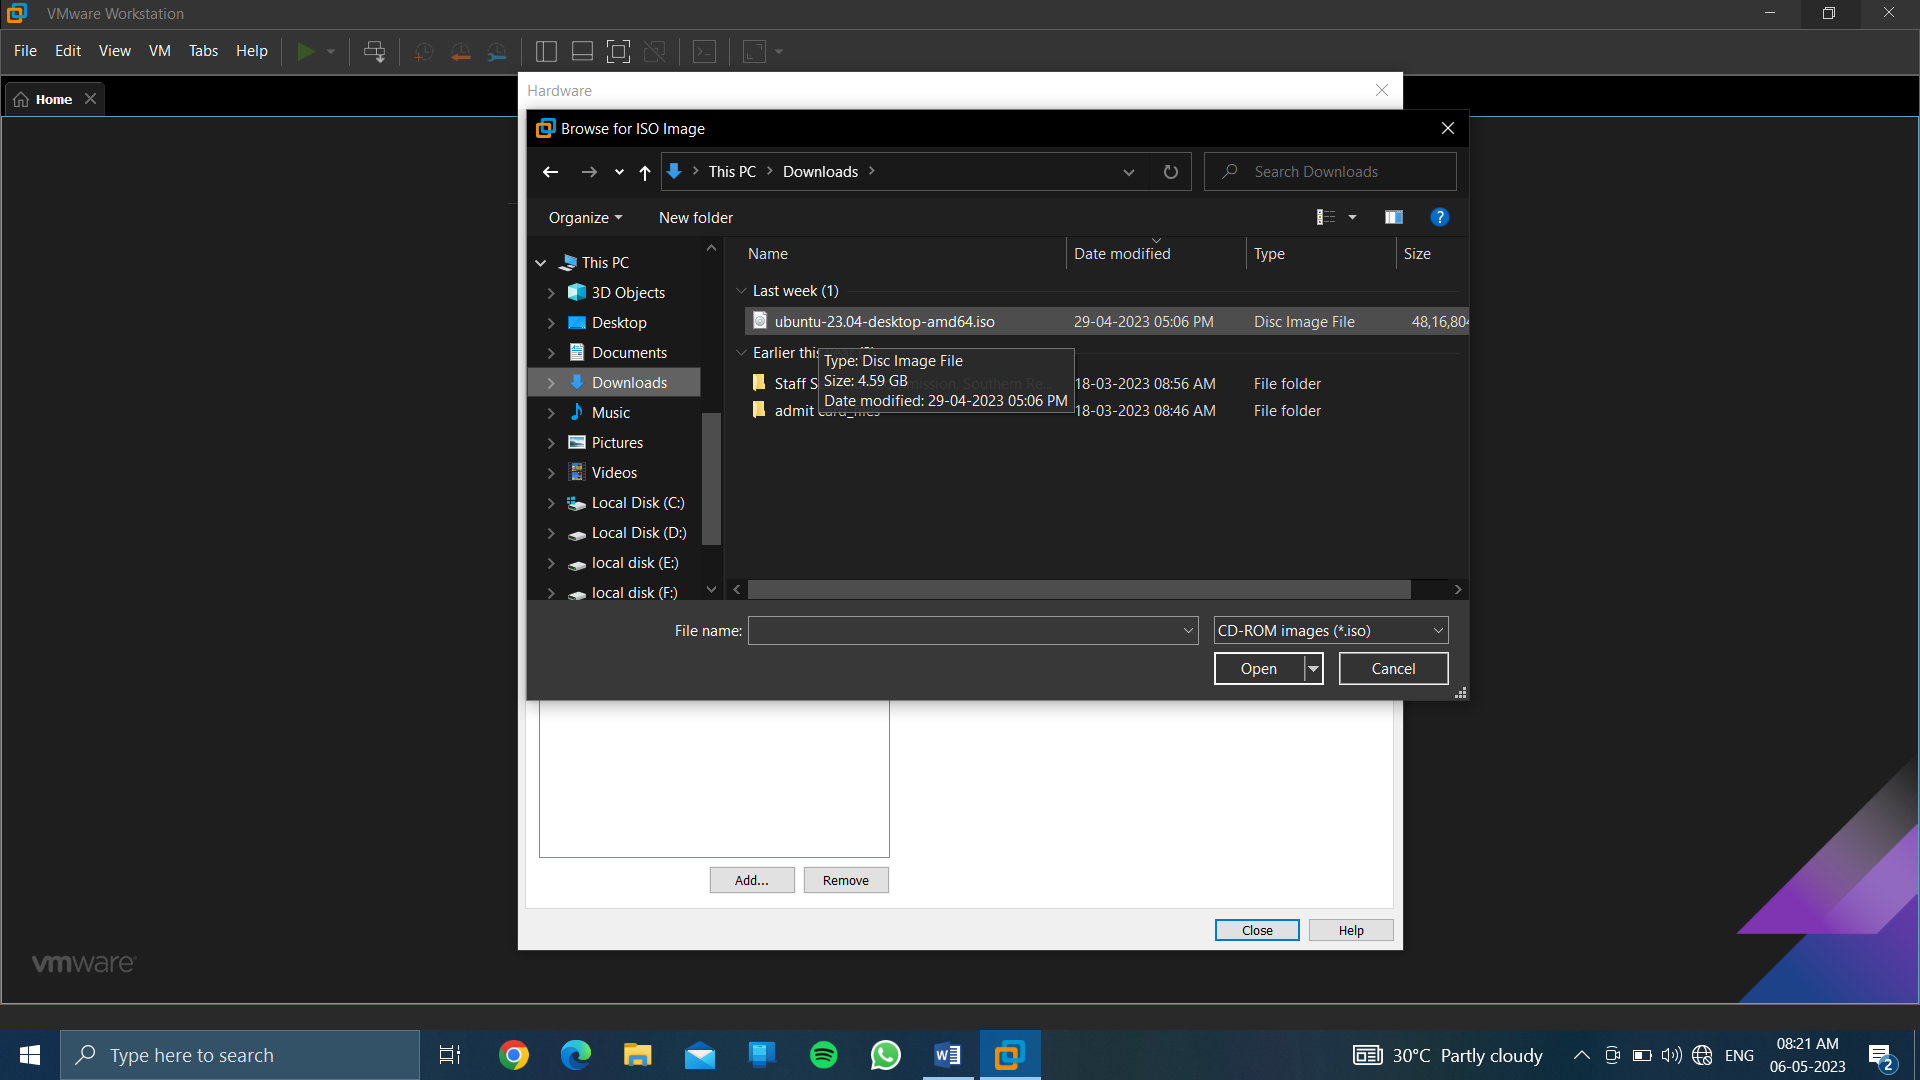 VMware Workstation
File Edit View VM Tabs Help
Home
Hardware
Browse for ISO Image
This PC Downloads
Search Downloads
Organize New folder
Name Date modified Type Size
This PC
3D Objects
Desktop
Documents
Downloads
Music
Pictures
Videos
Local Disk (C:)
Local Disk (D:)
local disk (E:)
local disk (F:)
Last week (1)
ubuntu-23.04-desktop-amd64.iso 29-04-2023 05:06 PM Disc Image File 48,16,804
Earlier this
Staff 18-03-2023 08:56 AM File folder
admit 18-03-2023 08:46 AM File folder
Type: Disc Image File
Size: 4.59 GB
Date modified: 29-04-2023 05:06 PM
File name: CD-ROM images (*.iso)
Open Cancel
Add... Remove
Close Help
vmware
Type here to search
30°C Partly cloudy
ENG
08:21 AM
06-05-2023
2